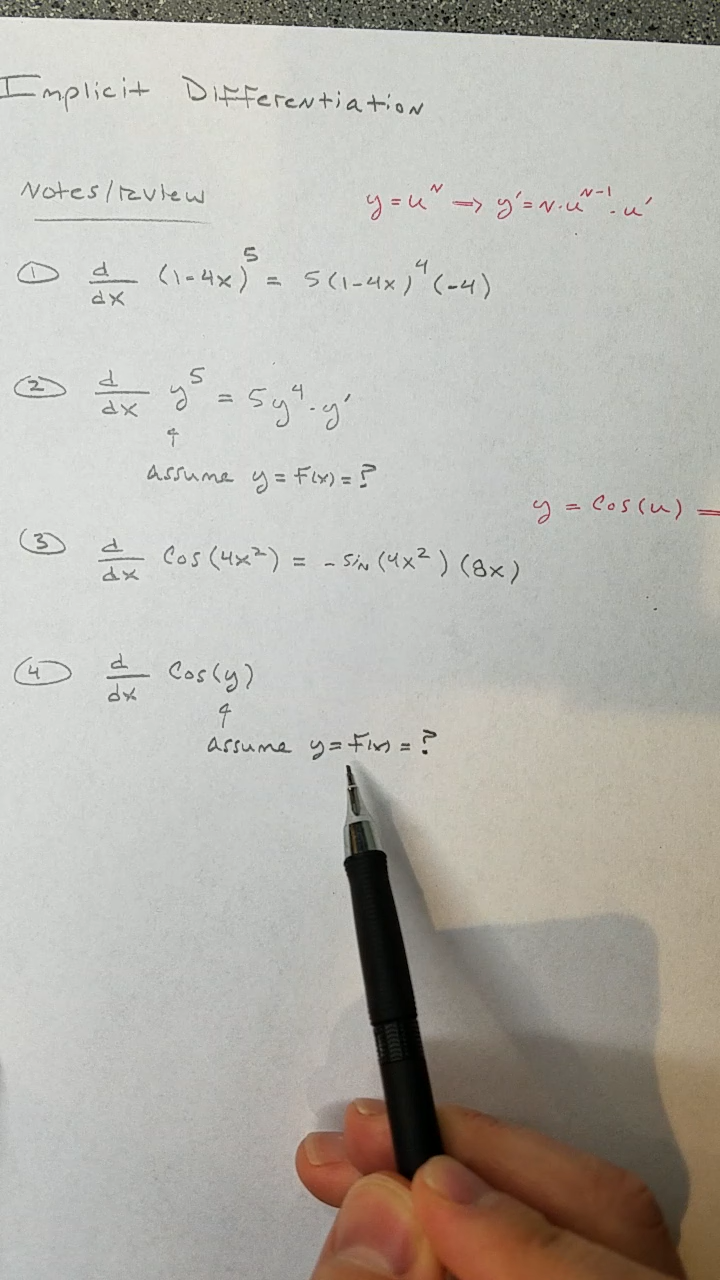 Implicit Differentiation
Notes/review
y = u^N ⇒ y' = N·u^(N-1)·u'
① d/dx (1-4x)^5 = 5(1-4x)^4(-4)
② d/dx y^5 = 5y^4·y'
↑
assume y = F(x) = ?
y = cos(u) =
③ d/dx cos(4x²) = -sin(4x²)(8x)
④ d/dx cos(y)
↑
assume y = F(x) = ?